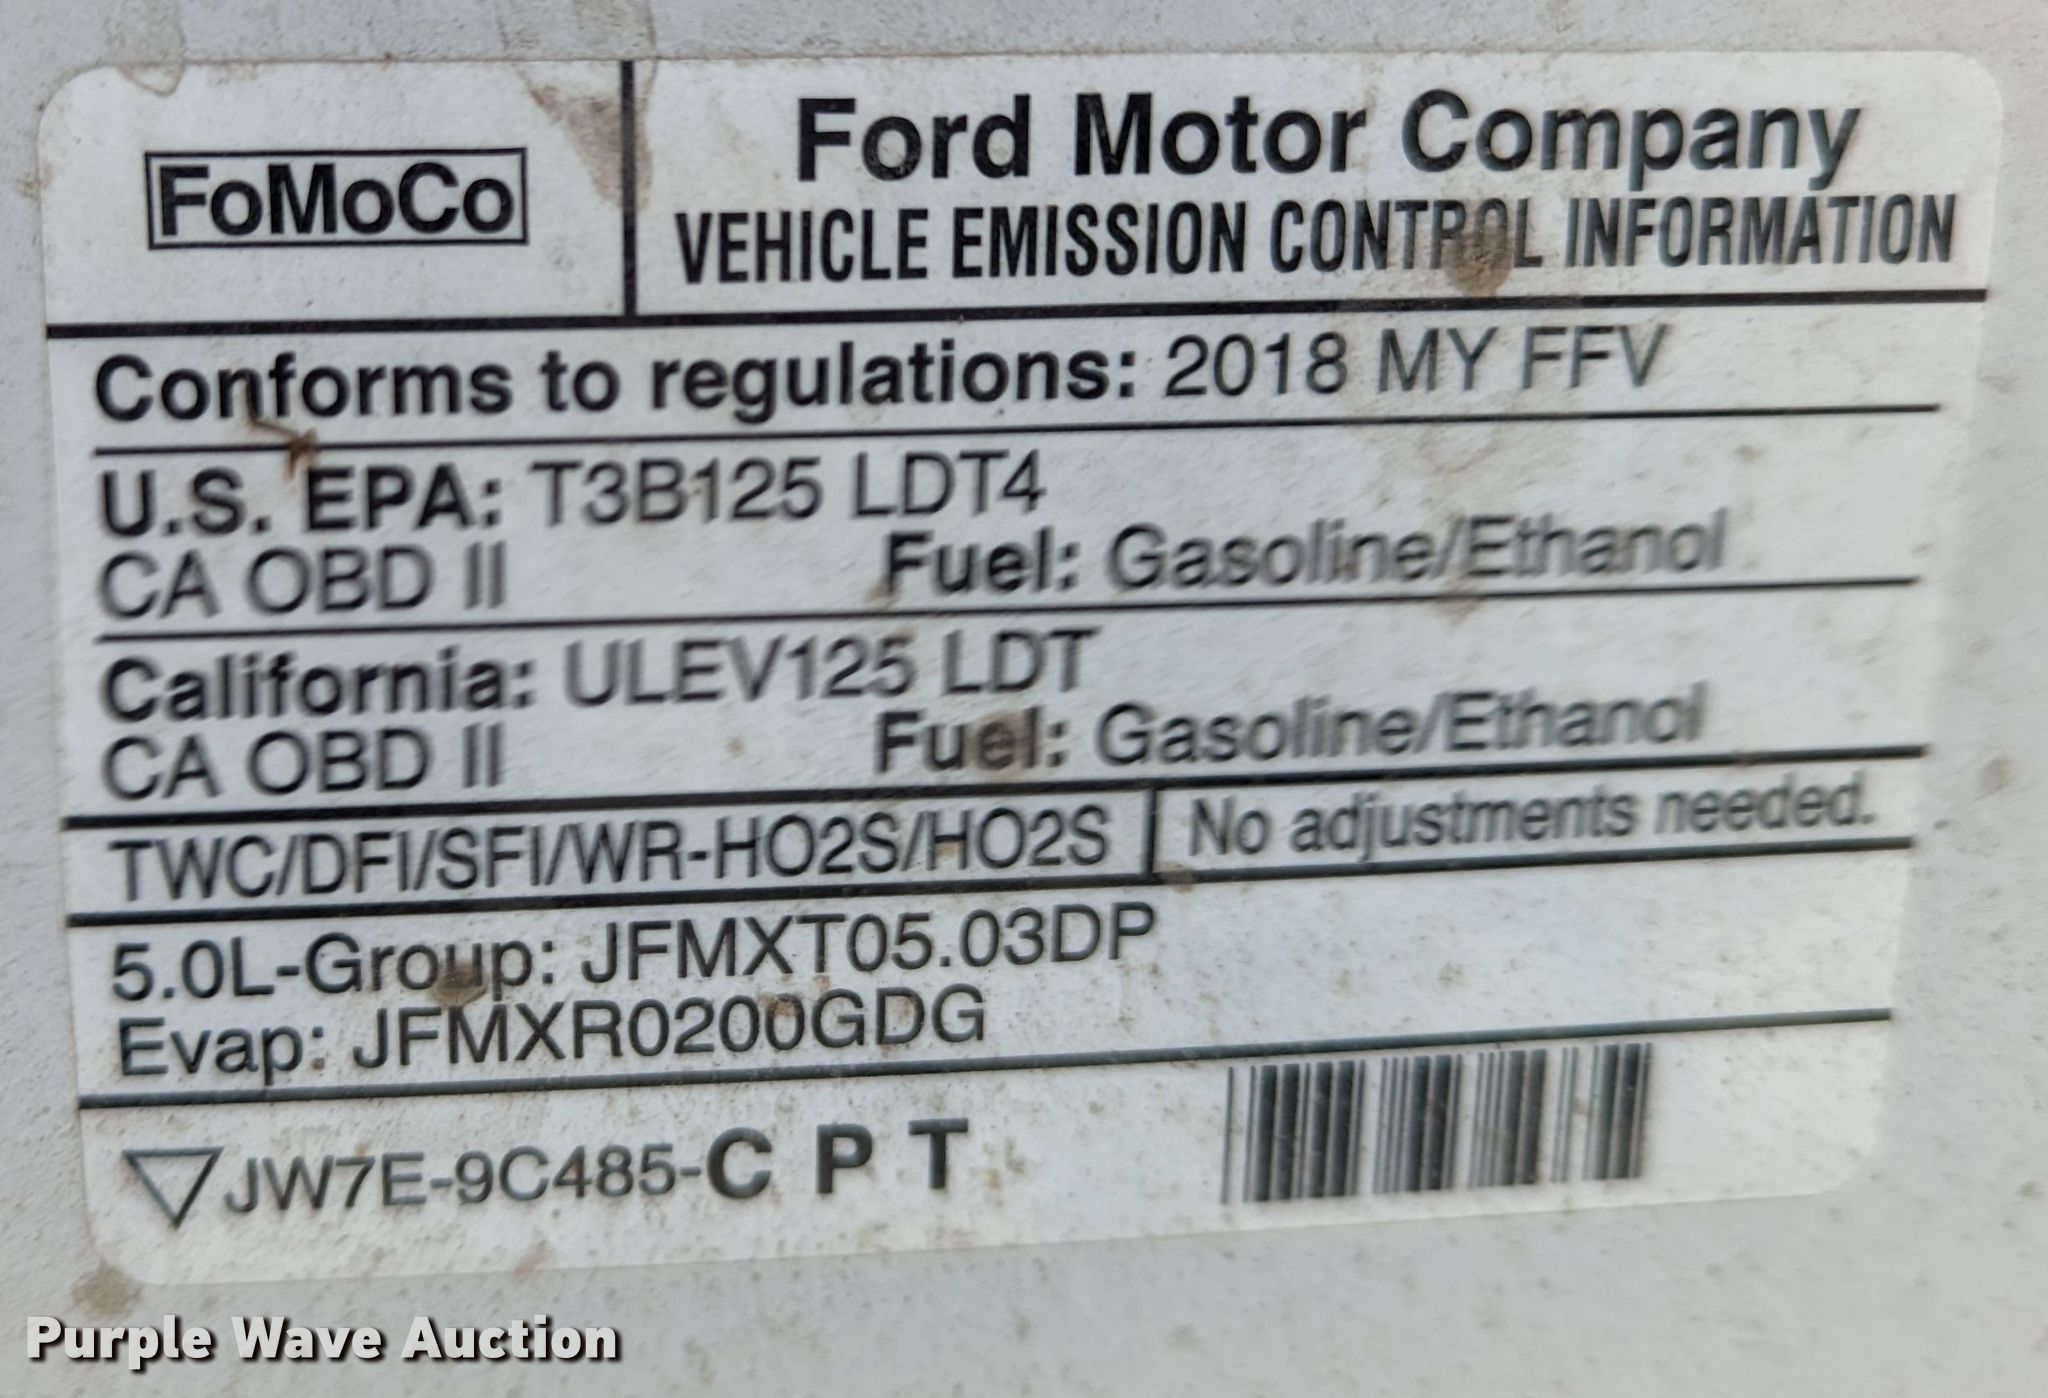 FoMoCo
Ford Motor Company
VEHICLE EMISSION CONTROL INFORMATION
Conforms to regulations: 2018 MY FFV
U.S. EPA: T3B125 LDT4
CA OBD II Fuel: Gasoline/Ethanol
California: ULEV125 LDT
CA OBD II Fuel: Gasoline/Ethanol
TWC/DFI/SFI/WR-HO2S/HO2S No adjustments needed.
5.0L-Group: JFMXT05.03DP
Evap: JFMXR0200GDG
JW7E-9C485-C P T
Purple Wave Auction